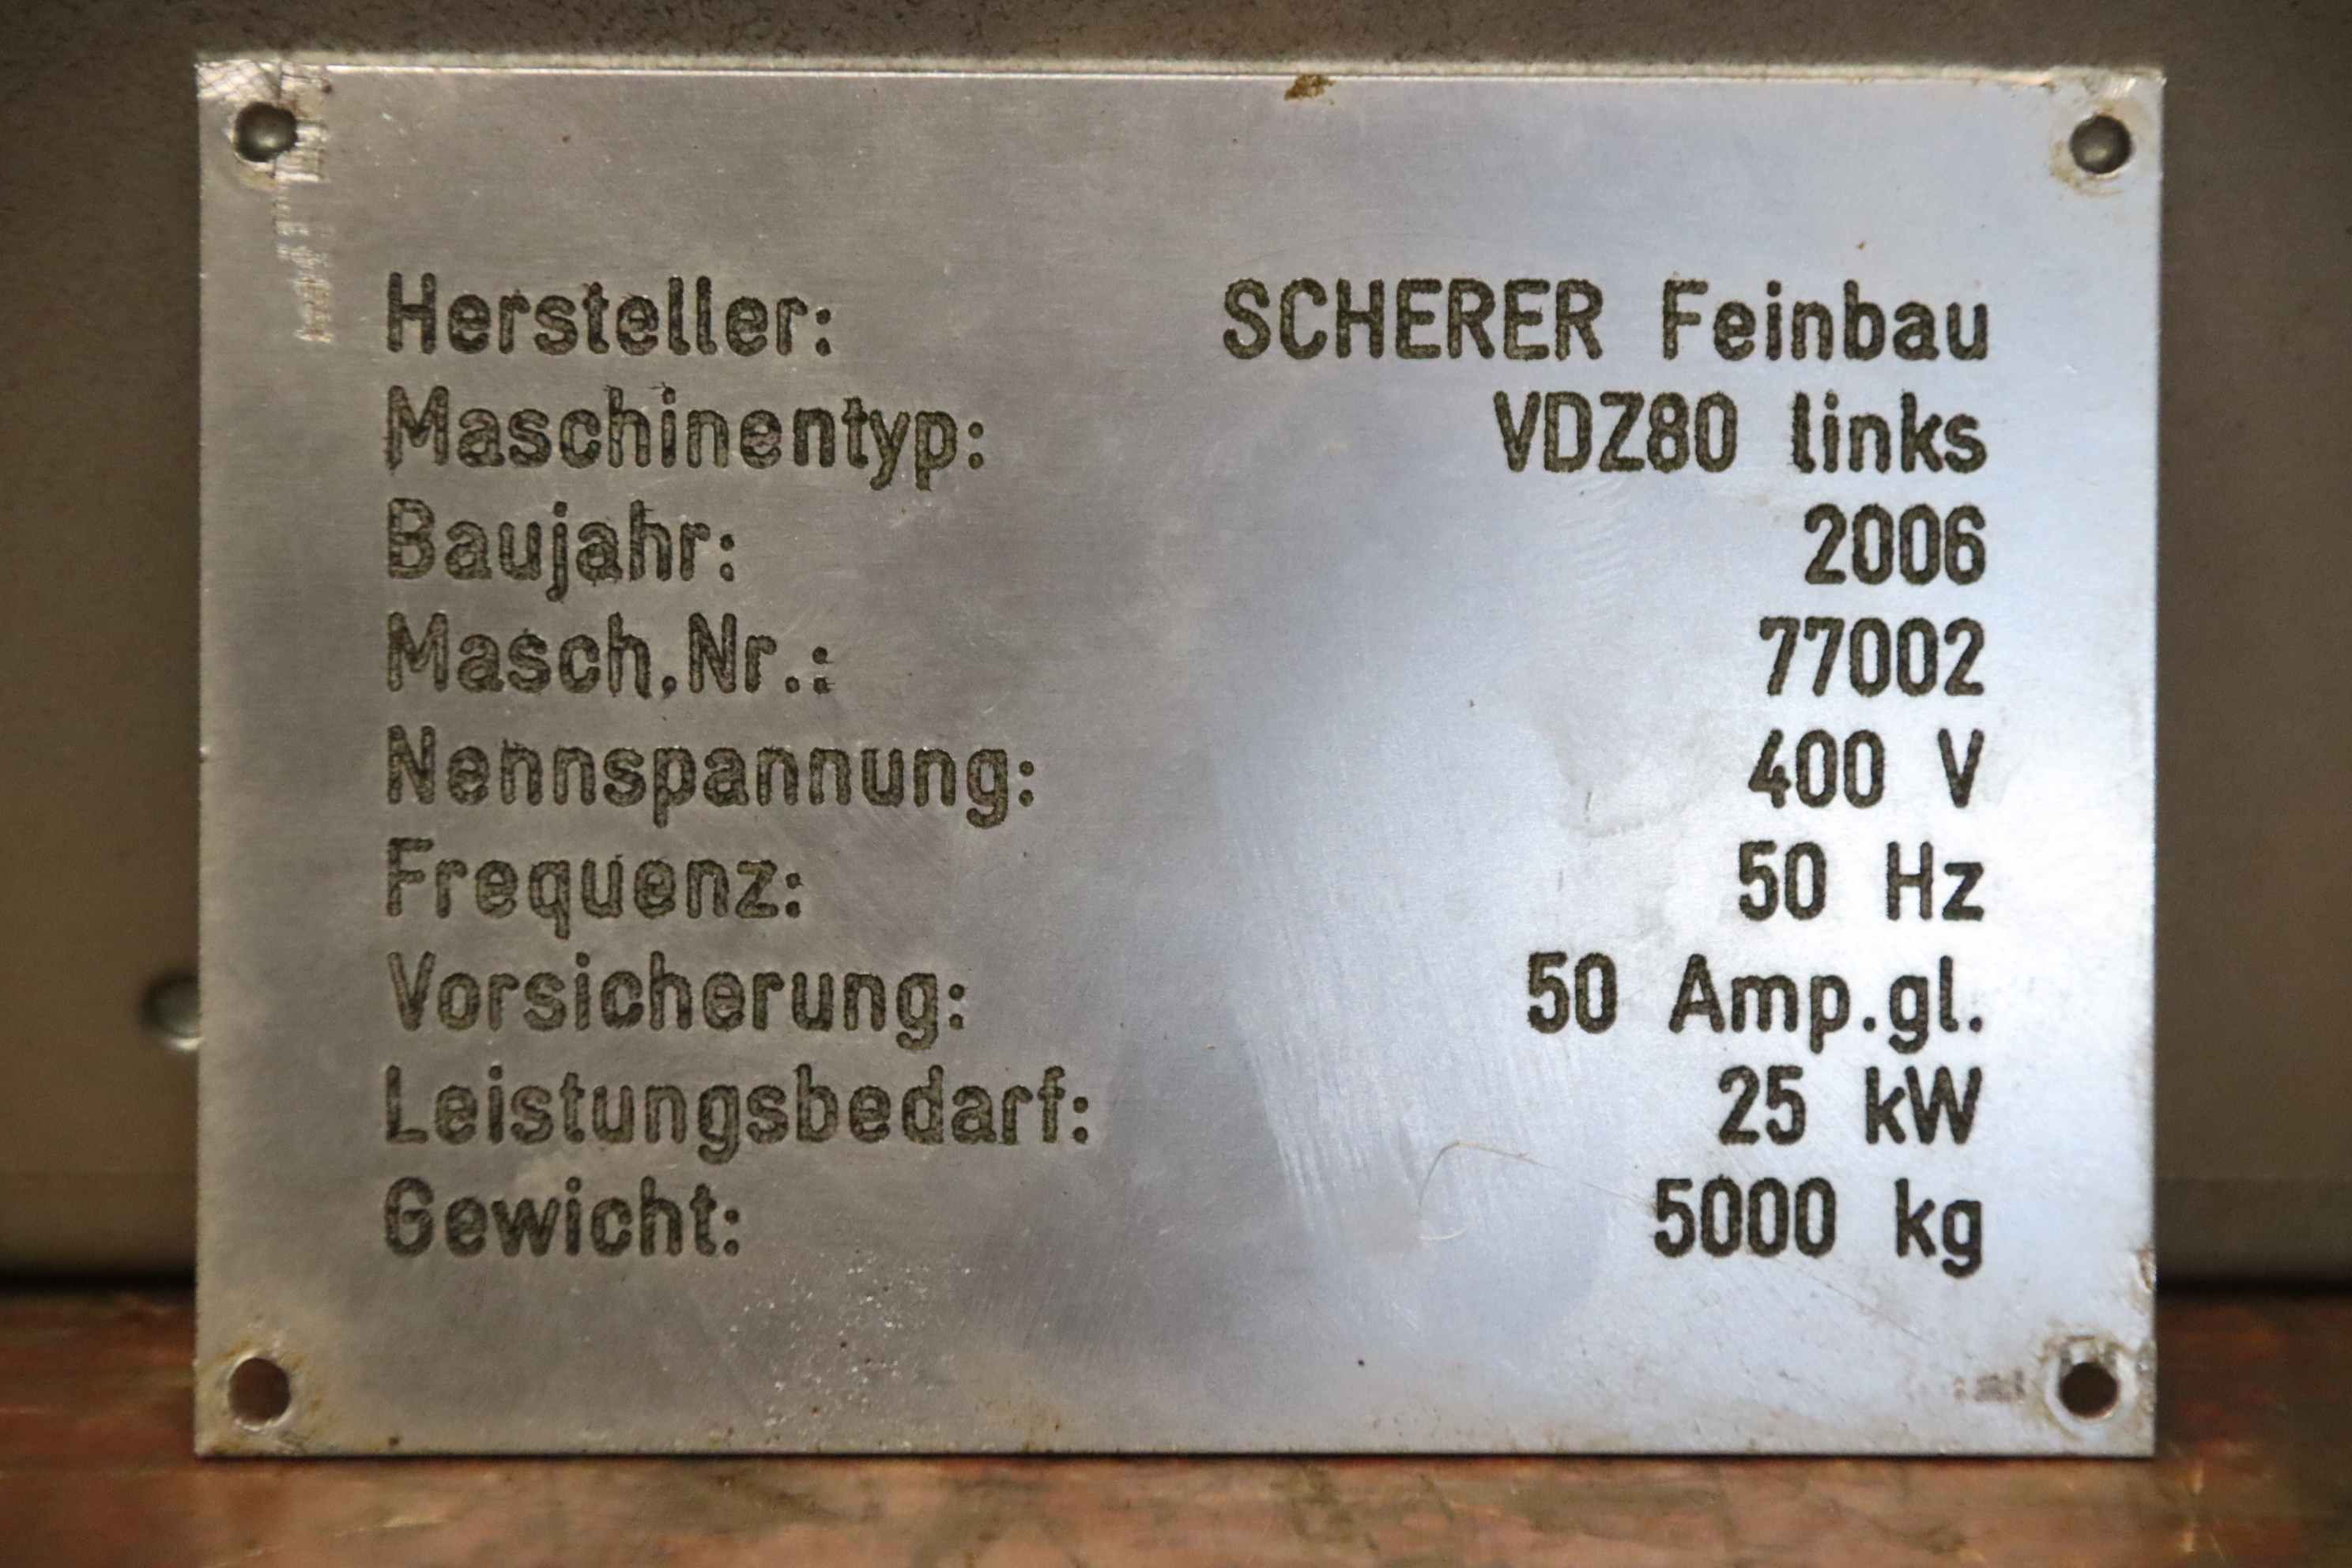 Hersteller: SCHERER Feinbau
Maschinentyp: VDZ80 links
Baujahr: 2006
Masch.Nr.: 77002
Nennspannung: 400 V
Frequenz: 50 Hz
Vorsicherung: 50 Amp.gl.
Leistungsbedarf: 25 kW
Gewicht: 5000 kg